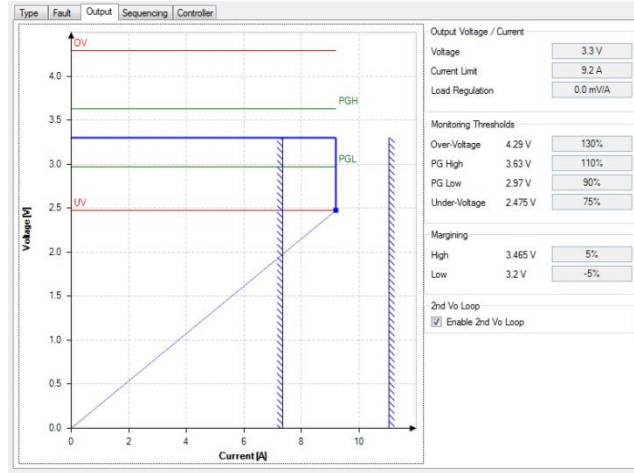 Type Fault Output Sequencing Controller
OV
PGH
PGL
UV
4.0
3.5
3.0
2.5
2.0
1.5
1.0
0.5
0.0
Voltage [V]
0 2 4 6 8 10
Current [A]
Output Voltage / Current
Voltage 3.3 V
Current Limit 9.2 A
Load Regulation 0.0 mV/A
Monitoring Thresholds
Over-Voltage 4.29 V 130%
PG High 3.63 V 110%
PG Low 2.97 V 90%
Under-Voltage 2.475 V 75%
Margining
High 3.465 V 5%
Low 3.2 V -5%
2nd Vo Loop
Enable 2nd Vo Loop